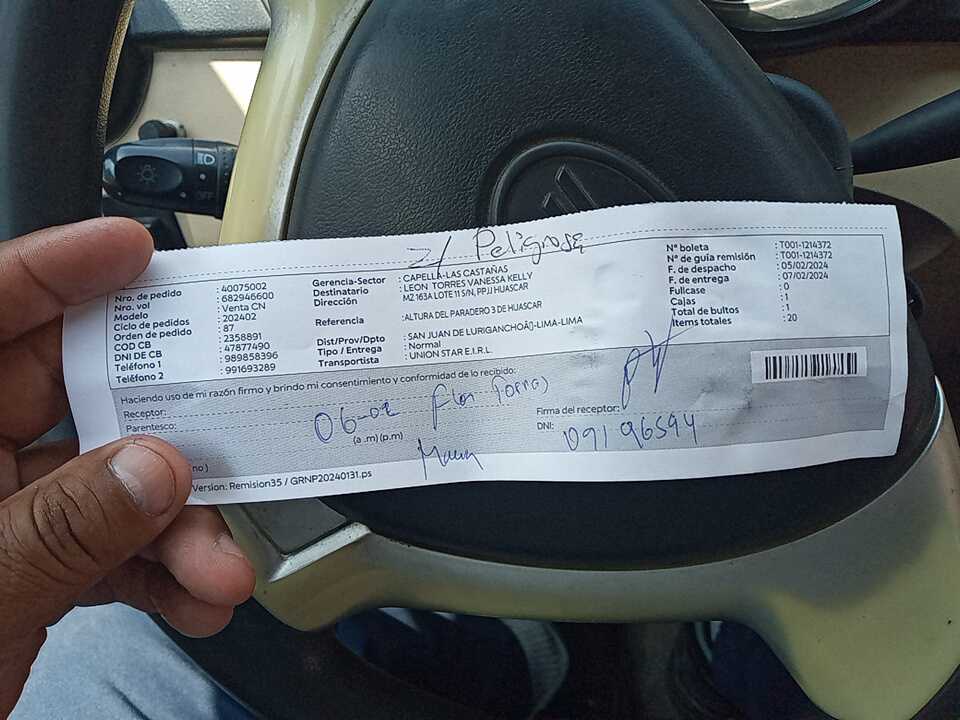 Z/ Peligrosa
Nro. de pedido : 40075002
Nro. vol : 682946600
Modelo : Venta CN
Ciclo de pedidos : 202402
Orden de pedido : 87
COD CB : 2358891
DNI DE CB : 47877490
Teléfono 1 : 989858396
Teléfono 2 : 991693289
Gerencia-Sector : CAPELLA-LAS CASTAÑAS
Destinatario : LEON TORRES VANESSA KELLY
Dirección MZ 163A LOTE 11 S/N, PPJJ HUASCAR
Referencia : ALTURA DEL PARADERO 3 DE HUASCAR
Dist/Prov/Dpto : SAN JUAN DE LURIGANCHOÃ[]-LIMA-LIMA
Tipo / Entrega : Normal
Transportista : UNION STAR E.I.R.L.
N° boleta : T001-1214372
N° de guía remisión : T001-1214372
F. de despacho : 05/02/2024
F. de entrega : 07/02/2024
Fullcase : 0
Cajas : 1
Total de bultos : 1
Items totales : 20
Haciendo uso de mi razón firmo y brindo mi consentimiento y conformidad de lo recibido:
Receptor:
Parentesco:
06-02 Flor Torres
(a .m) (p.m)
Mama
Firma del receptor:
DNI: 09196594
no )
Version: Remision35 / GRNP20240131.ps
OFF